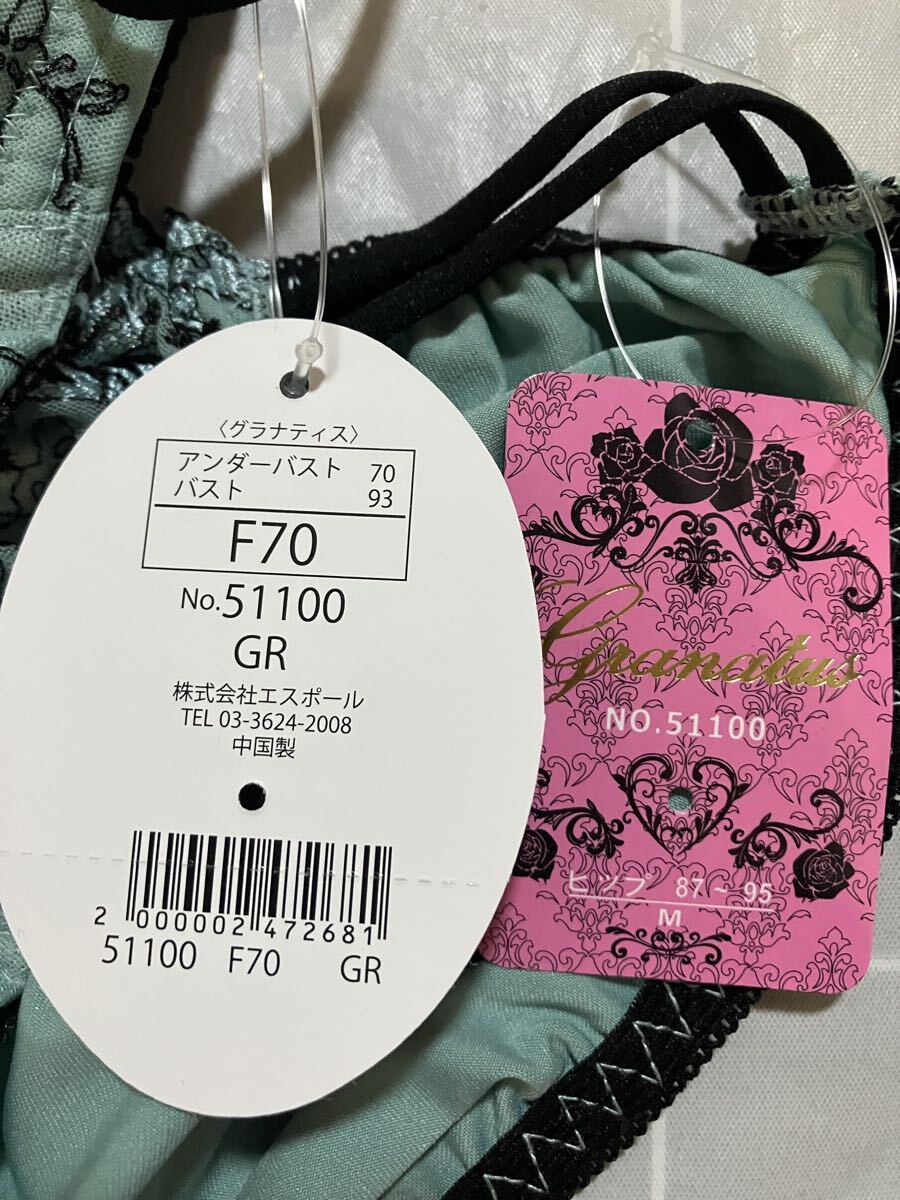 〈グラナティス〉
アンダーバスト 70
バスト 93
F70
No.51100
GR
株式会社エスポール
TEL 03-3624-2008
中国製
2 000002 472681
51100 F70 GR
Granatus
NO.51100
ヒップ 87～95
M